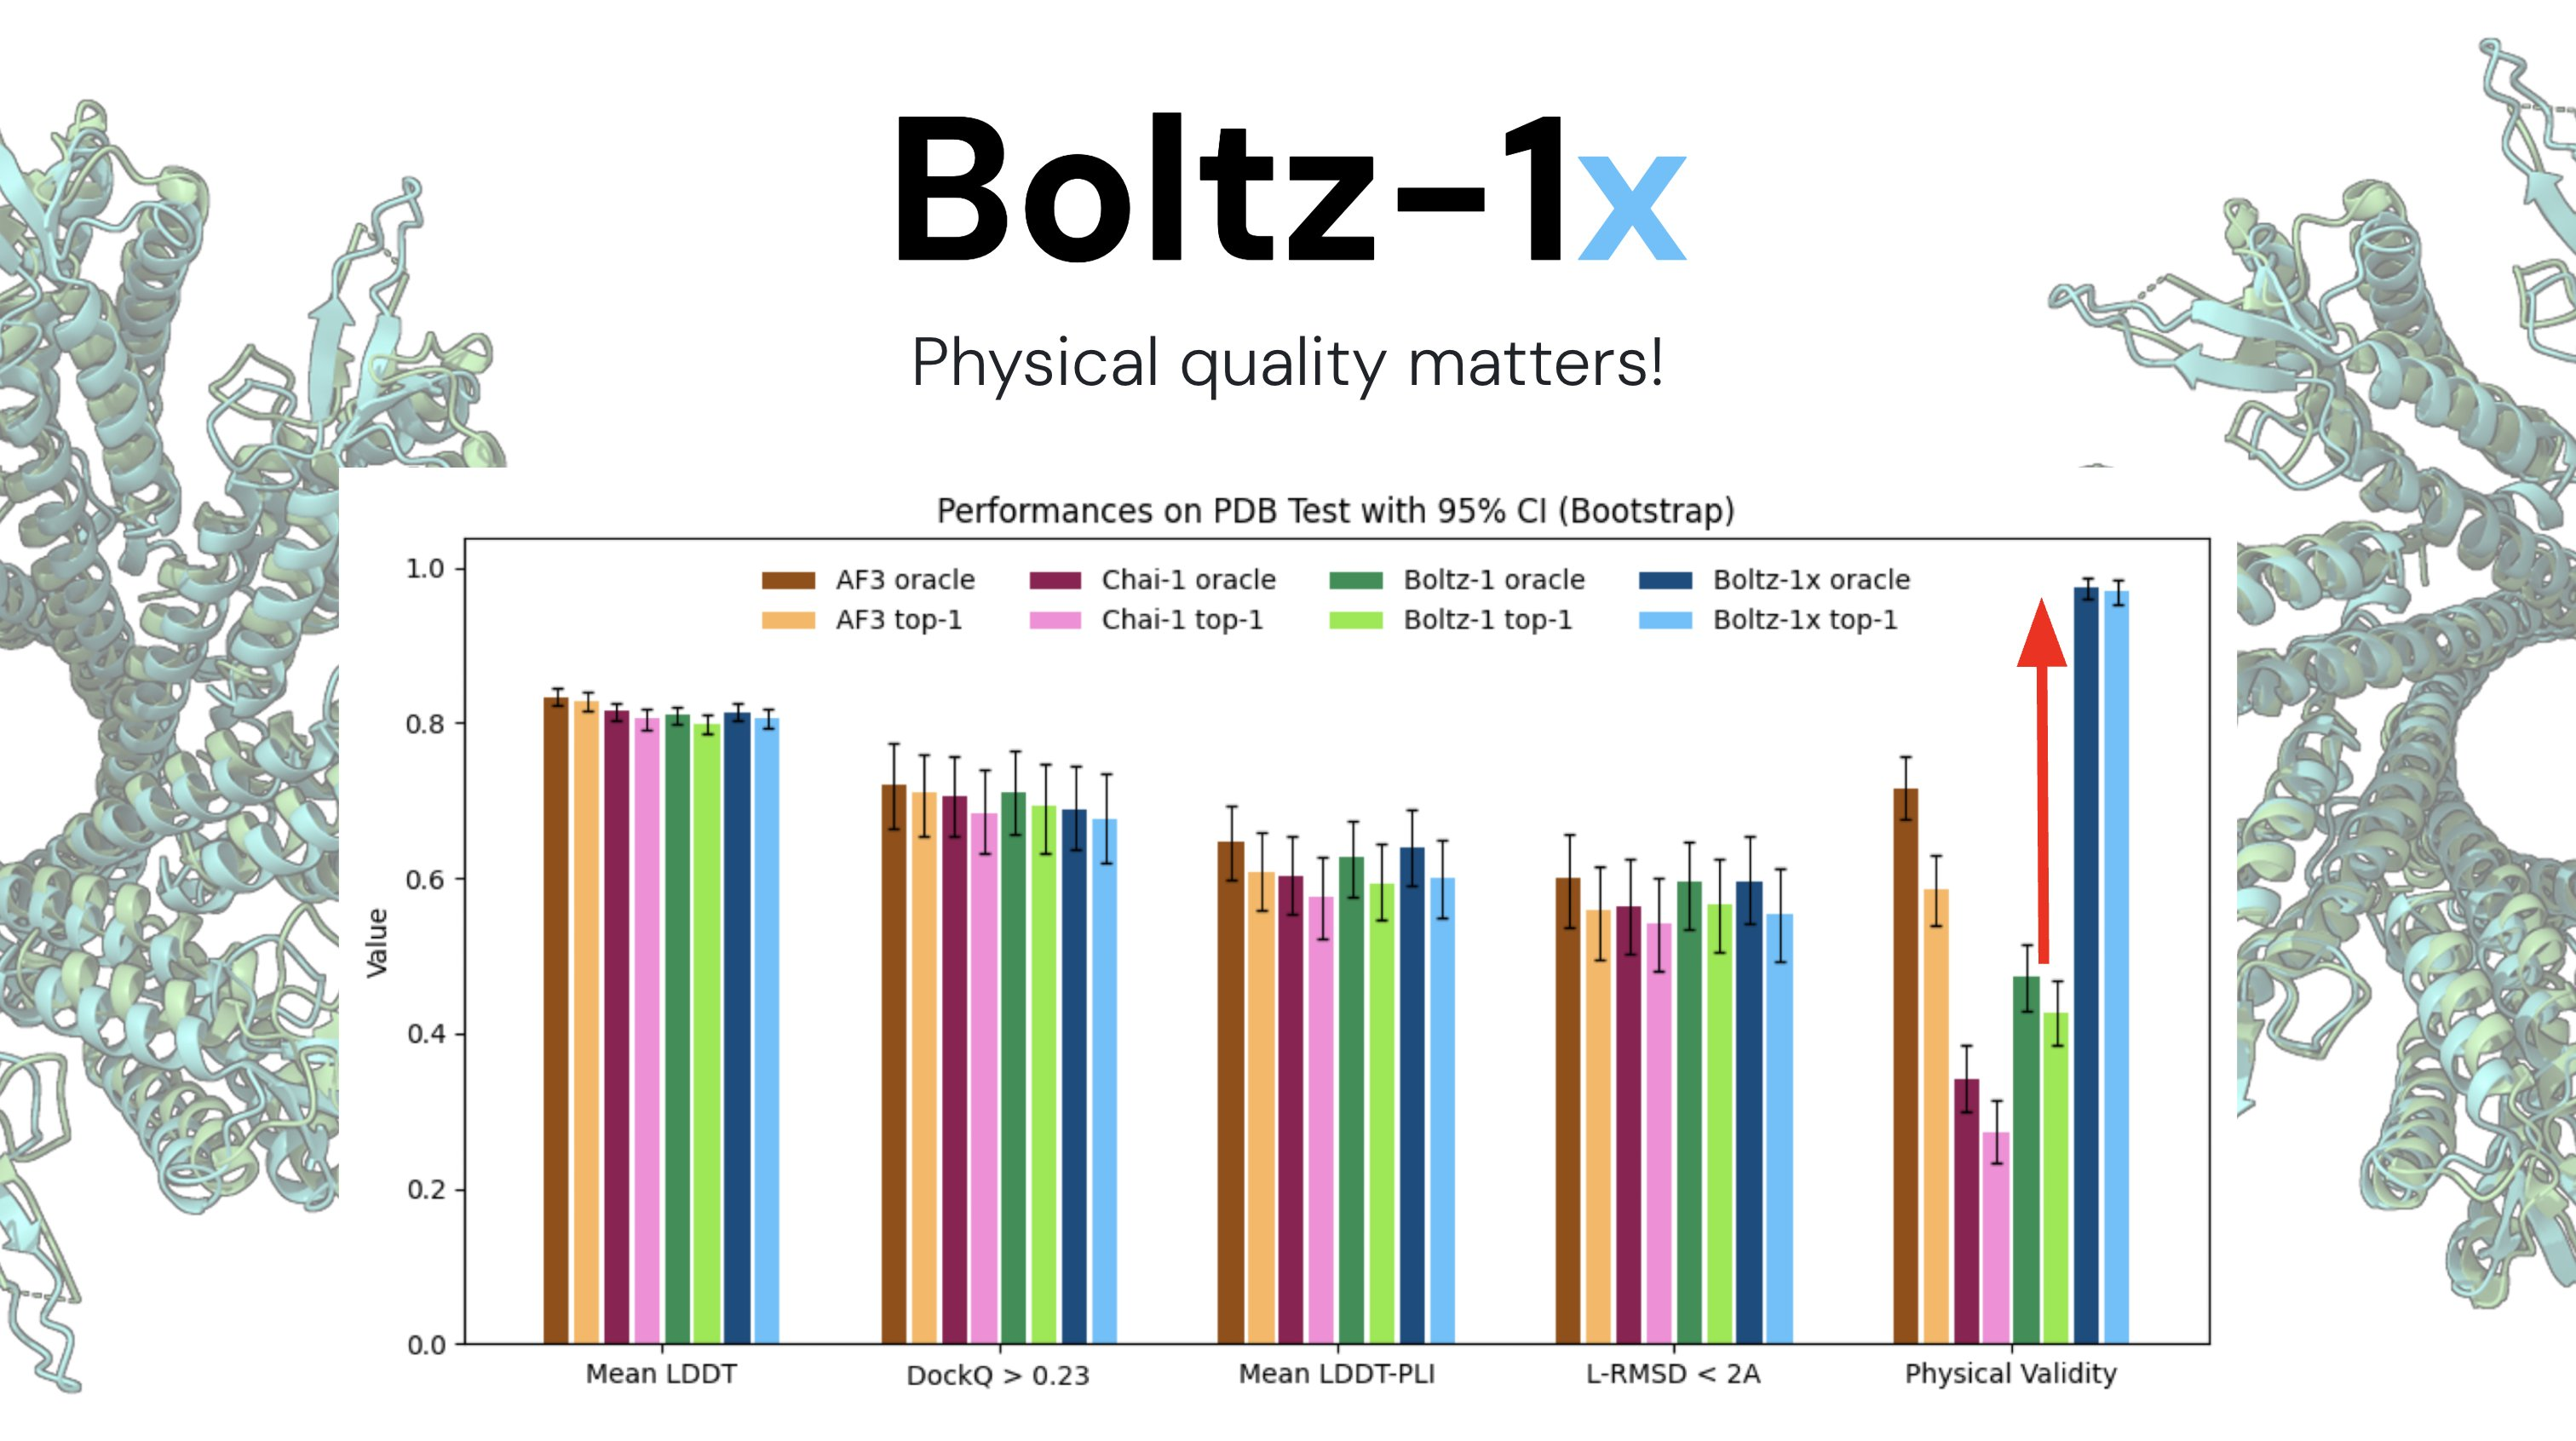 Boltz-1x
Physical quality matters!
Performances on PDB Test with 95% CI (Bootstrap)
AF3 oracle
AF3 top-1
Chai-1 oracle
Chai-1 top-1
Boltz-1 oracle
Boltz-1 top-1
Boltz-1x oracle
Boltz-1x top-1
Value
1.0
0.8
0.6
0.4
0.2
0.0
Mean LDDT
DockQ > 0.23
Mean LDDT-PLI
L-RMSD < 2A
Physical Validity